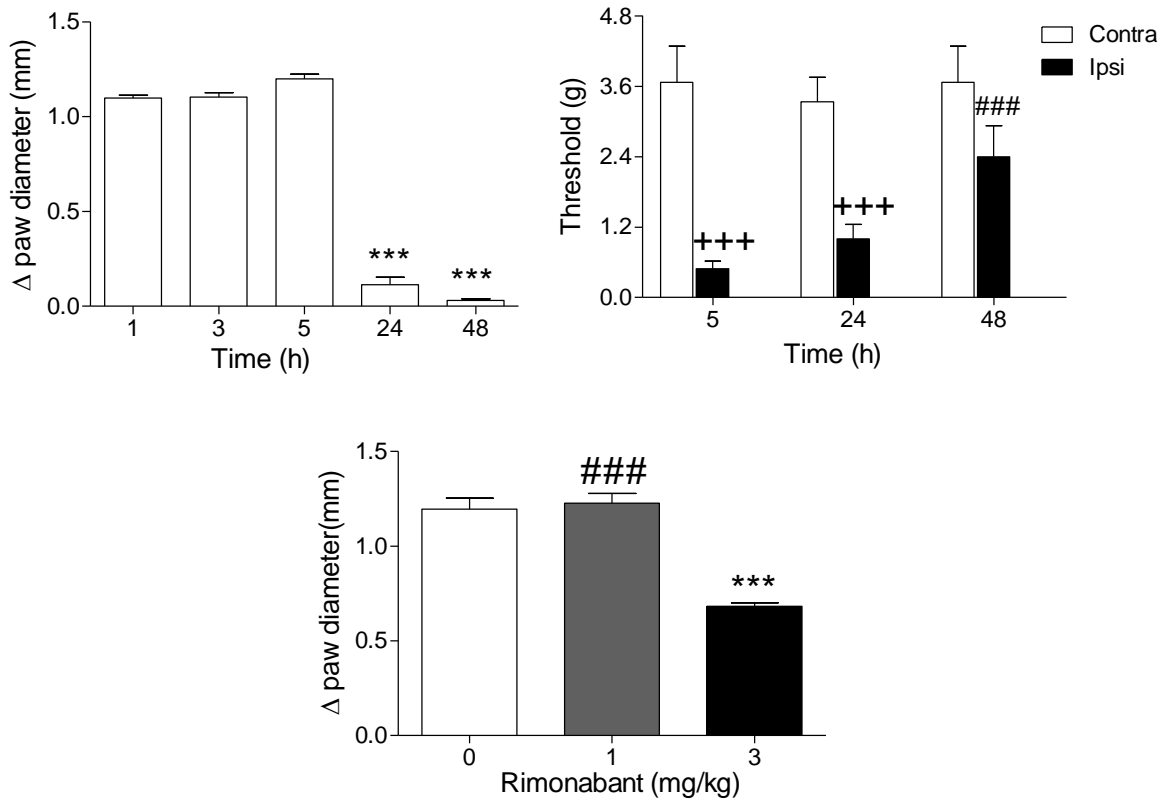 1.5
1.0
0.5
0.0
Δ paw diameter (mm)
***
***
1 3 5 24 48
Time (h)
4.8
3.6
2.4
1.2
0.0
Threshold (g)
Contra
Ipsi
+++
+++
###
5 24 48
Time (h)
1.5
1.0
0.5
0.0
Δ paw diameter(mm)
###
***
0 1 3
Rimonabant (mg/kg)